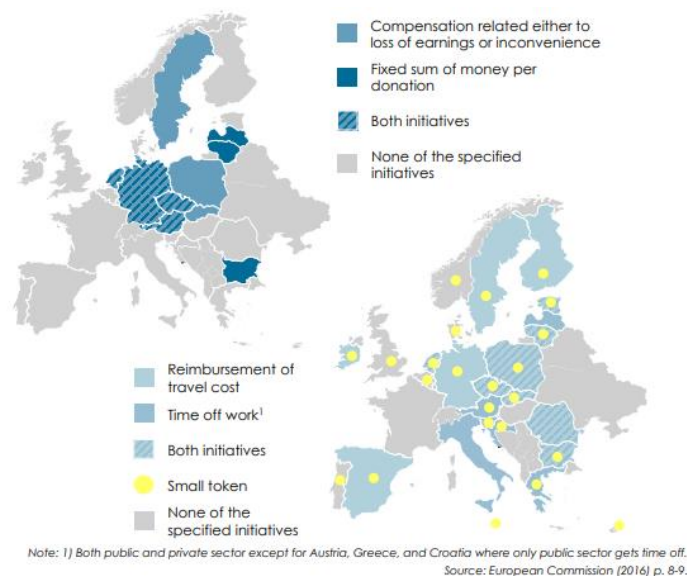 Compensation related either to
loss of earnings or inconvenience
Fixed sum of money per
donation
Both initiatives
None of the specified
initiatives
Reimbursement of
travel cost
Time off work¹
Both initiatives
Small token
None of the
specified initiatives
Note: 1) Both public and private sector except for Austria, Greece, and Croatia where only public sector gets time off.
Source: European Commission (2016) p. 8-9.